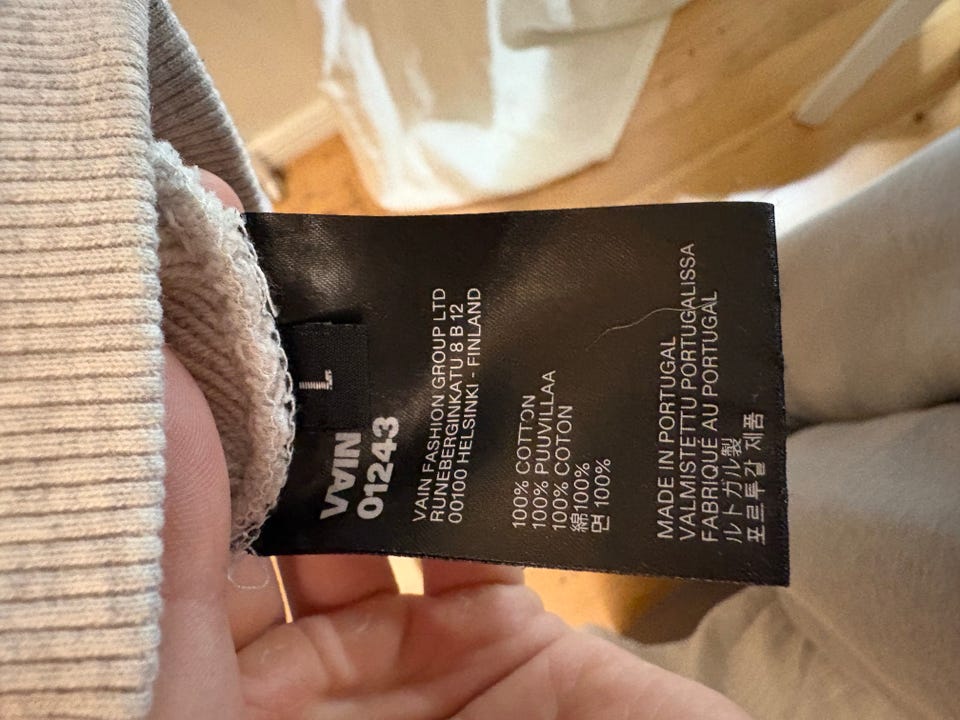 L
VAIN
01243
VAIN FASHION GROUP LTD
RUNEBERGINKATU 8 B 12
00100 HELSINKI - FINLAND
100% COTTON
100% PUUVILLAA
100% COTON
綿100%
면 100%
MADE IN PORTUGAL
VALMISTETTU PORTUGALISSA
FABRIQUE AU PORTUGAL
ルトガル製
포르투갈 제품